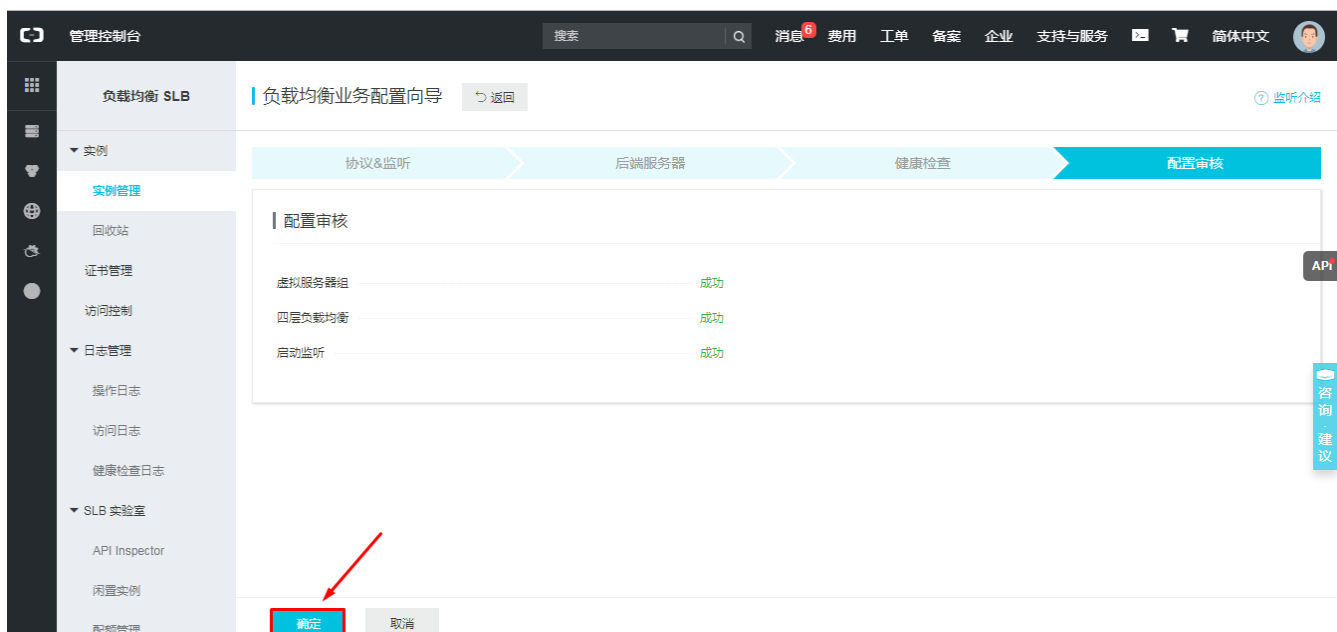 管理控制台
搜索
消息 6
费用
工单
备案
企业
支持与服务
简体中文
负载均衡 SLB
实例
实例管理
回收站
证书管理
访问控制
日志管理
操作日志
访问日志
健康检查日志
SLB 实验室
API Inspector
闲置实例
配额管理
负载均衡业务配置向导
返回
监听介绍
协议&监听
后端服务器
健康检查
配置审核
配置审核
虚拟服务器组 成功
四层负载均衡 成功
启动监听 成功
API
咨询·建议
确定
取消